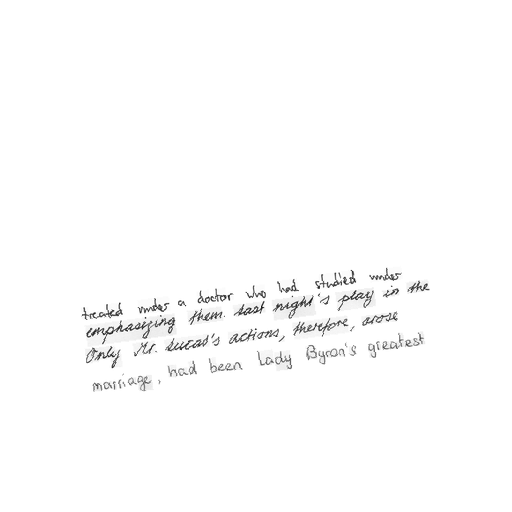 treated under a doctor who had studied under
emphasizing them. Last night's play in the
Only Mr. Lucas's actions, therefore, arose
marriage, had been Lady Byron's greatest